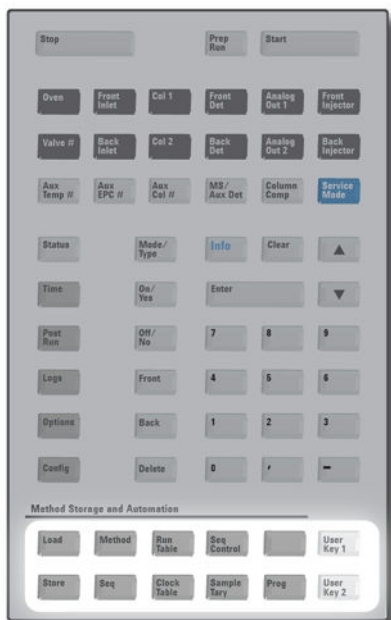 Stop
Prep
Run
Start
Oven
Front
Inlet
Col 1
Front
Det
Analog
Out 1
Front
Injector
Valve #
Back
Inlet
Col 2
Back
Det
Analog
Out 2
Back
Injector
Aux
Temp #
Aux
EPC #
Aux
Col #
MS/
Aux Det
Column
Comp
Service
Mode
Status
Mode/
Type
Info
Clear
Time
On/
Yes
Enter
Post
Run
Off/
No
7
8
9
Logs
Front
4
5
6
Options
Back
1
2
3
Config
Delete
0
,
-
Method Storage and Automation
Load
Method
Run
Table
Seq
Control
User
Key 1
Store
Seq
Clock
Table
Sample
Tary
Prog
User
Key 2